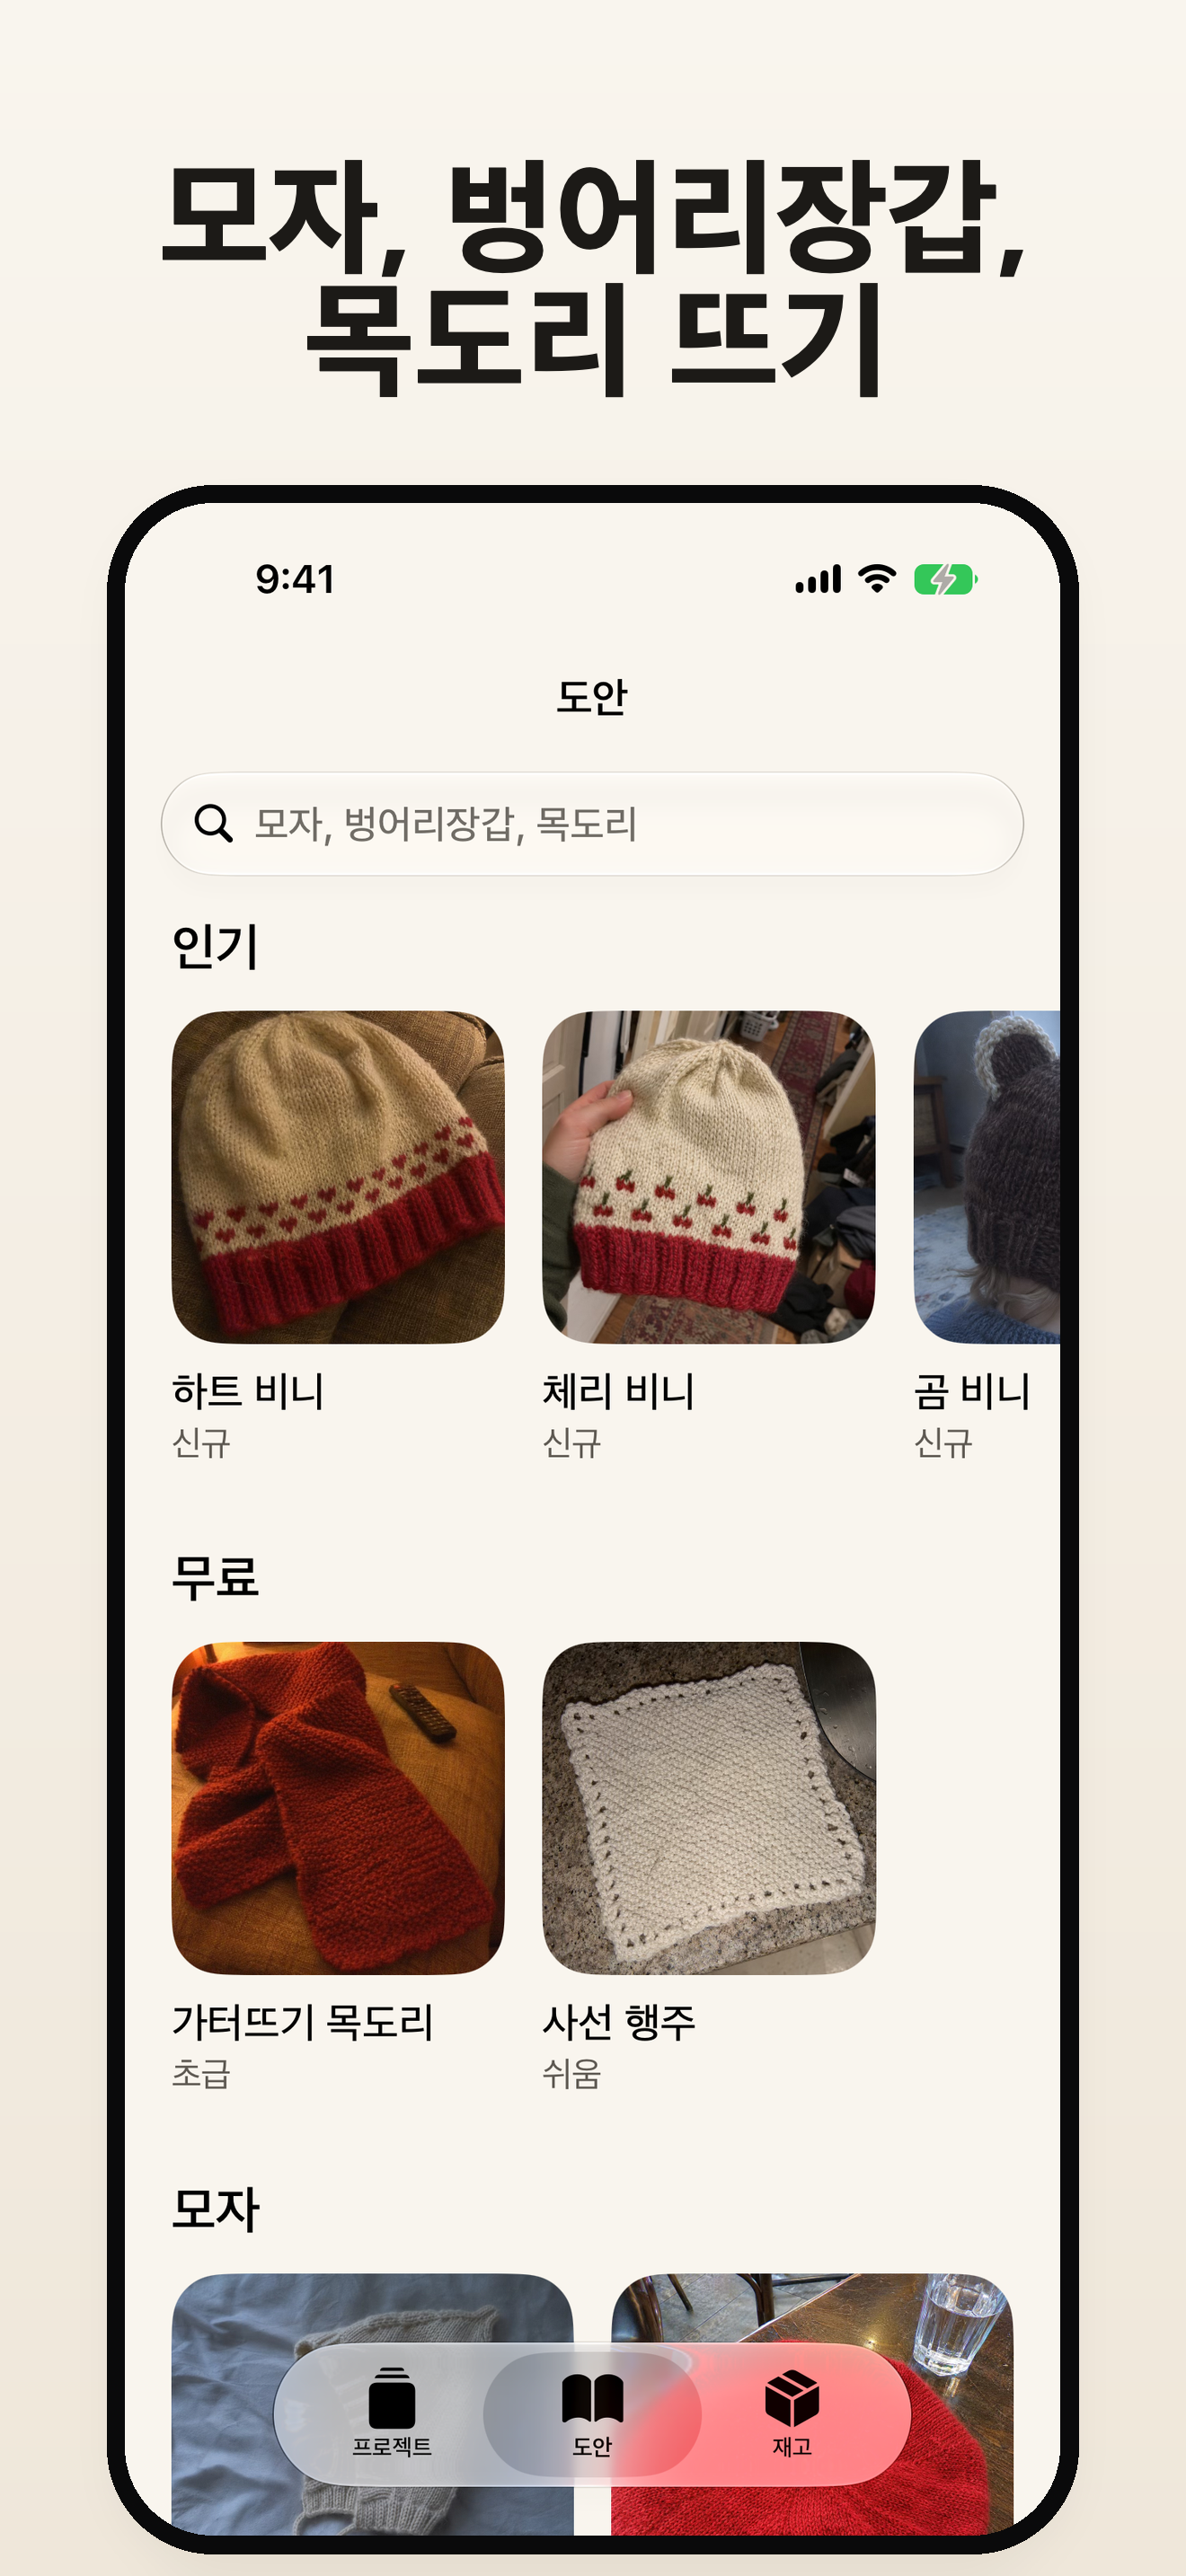 모자, 벙어리장갑,
목도리 뜨기
9:41
도안
모자, 벙어리장갑, 목도리
인기
하트 비니
신규
체리 비니
신규
곰 비니
신규
무료
가터뜨기 목도리
초급
사선 행주
쉬움
모자
프로젝트
도안
재고